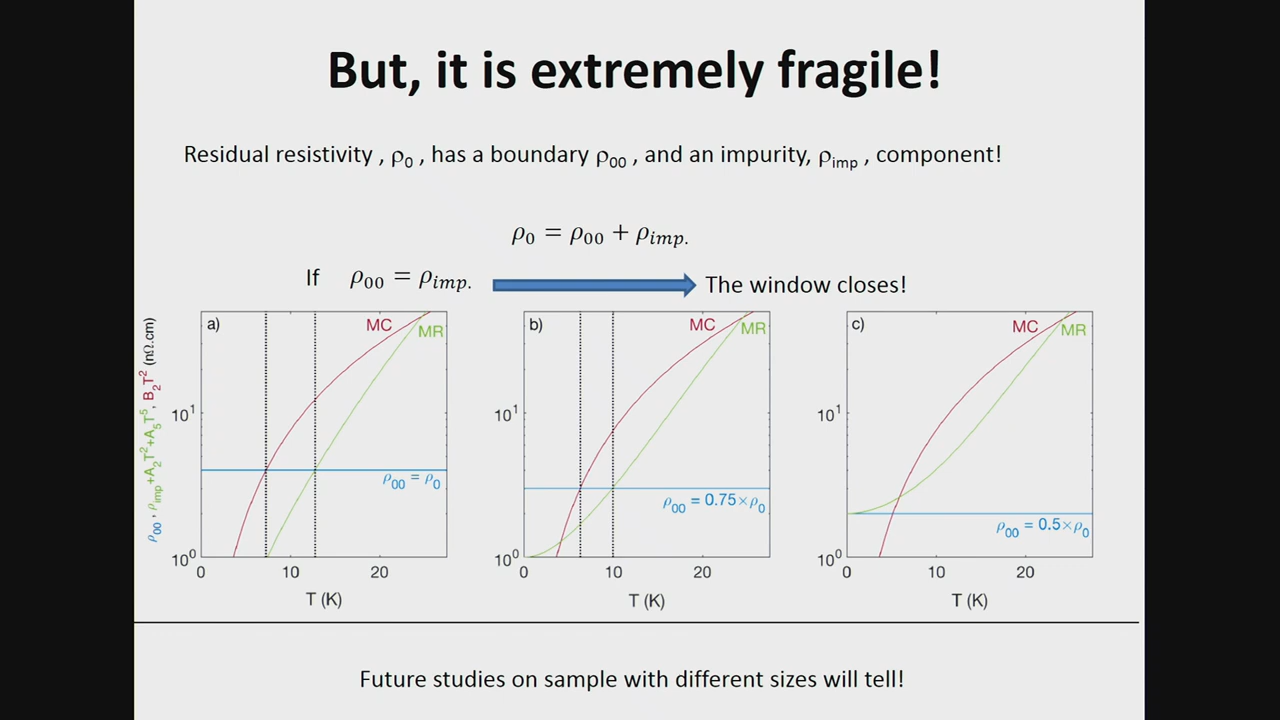 But, it is extremely fragile!
Residual resistivity , ρ₀ , has a boundary ρ₀₀ , and an impurity, ρimp , component!
ρ₀₀ + ρimp. = ρ₀
If ρ₀₀ = ρimp.
The window closes!
ρ₀₀ , ρimp+A₂T²+A₅T⁵, B₂T² (nΩ.cm)
a)
MC
MR
10¹
ρ₀₀ = ρ₀
10⁰
0 10 20
T (K)
b)
MC
MR
10¹
ρ₀₀ = 0.75×ρ₀
10⁰
0 10 20
T (K)
c)
MC
MR
10¹
ρ₀₀ = 0.5×ρ₀
10⁰
0 10 20
T (K)
Future studies on sample with different sizes will tell!